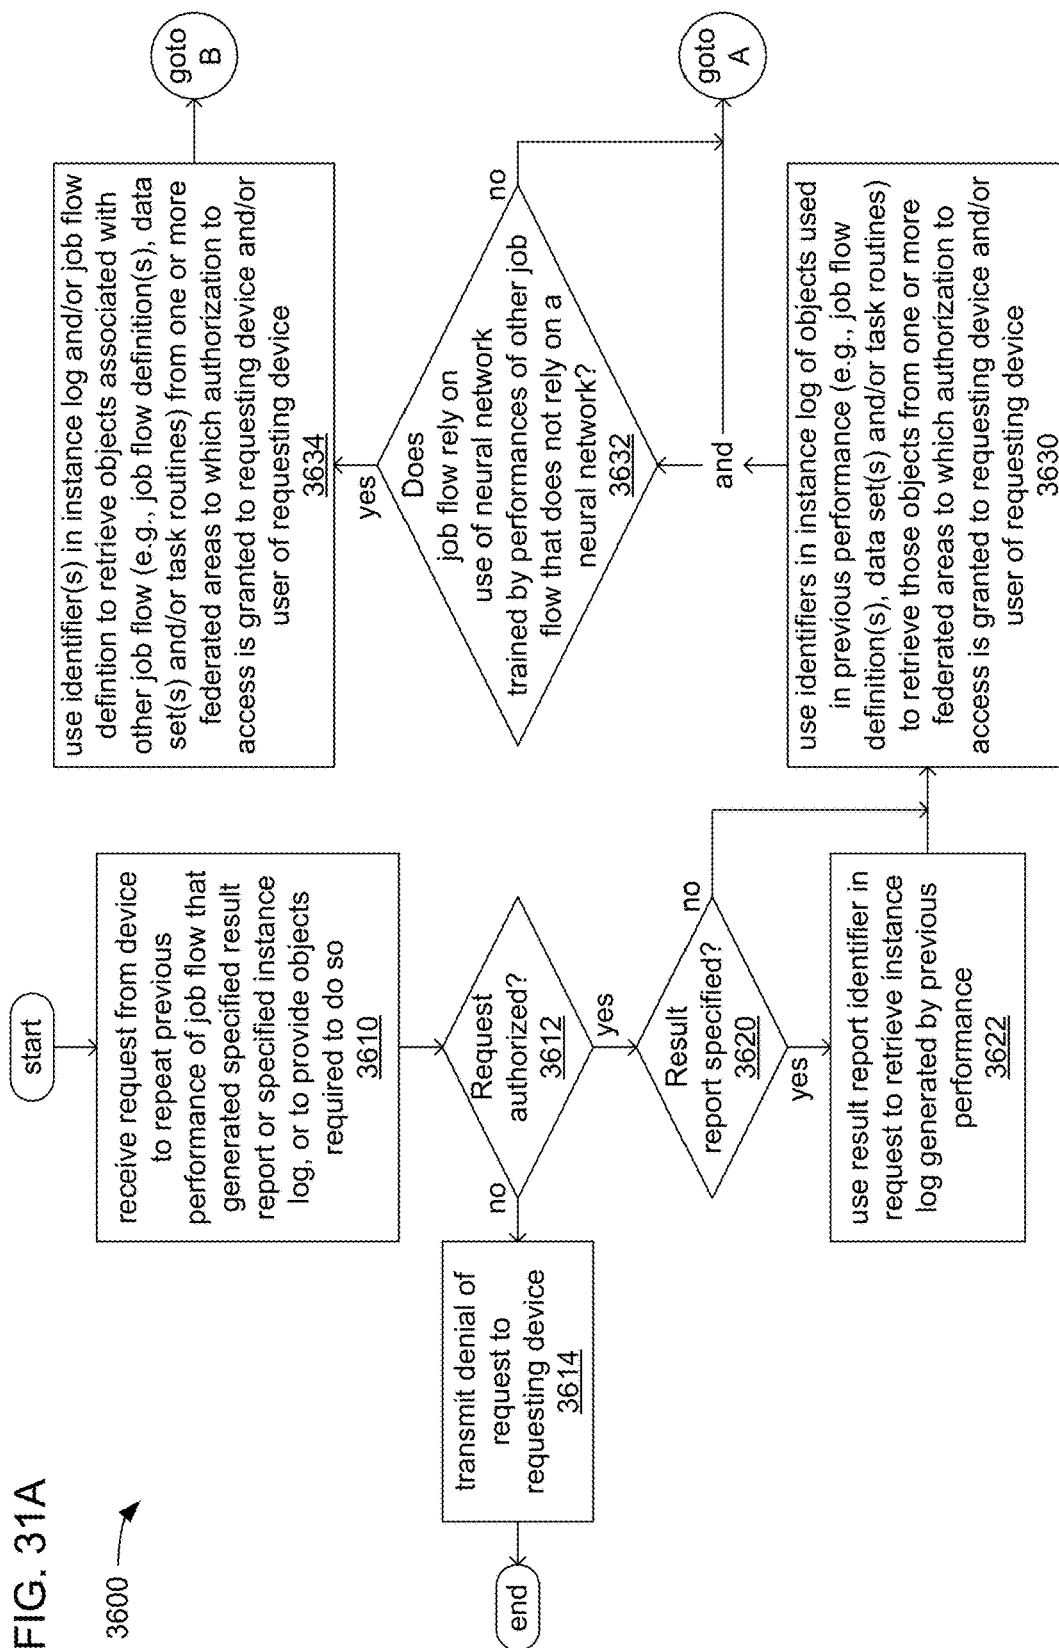 FIG. 31A
3600
start
receive request from device
to repeat previous
performance of job flow that
generated specified result
report or specified instance
log, or to provide objects
required to do so
3610
Request
authorized?
3612
no
yes
transmit denial of
request to
requesting device
3614
end
Result
report specified?
3620
no
yes
use result report identifier in
request to retrieve instance
log generated by previous
performance
3622
use identifiers in instance log of objects used
in previous performance (e.g., job flow
definition(s), data set(s) and/or task routines)
to retrieve those objects from one or more
federated areas to which authorization to
access is granted to requesting device and/or
user of requesting device
3630
and
Does
job flow rely on
use of neural network
trained by performances of other job
flow that does not rely on a
neural network?
3632
no
yes
goto
A
use identifier(s) in instance log and/or job flow
defintion to retrieve objects associated with
other job flow (e.g., job flow definition(s), data
set(s) and/or task routines) from one or more
federated areas to which authorization to
access is granted to requesting device and/or
user of requesting device
3634
goto
B